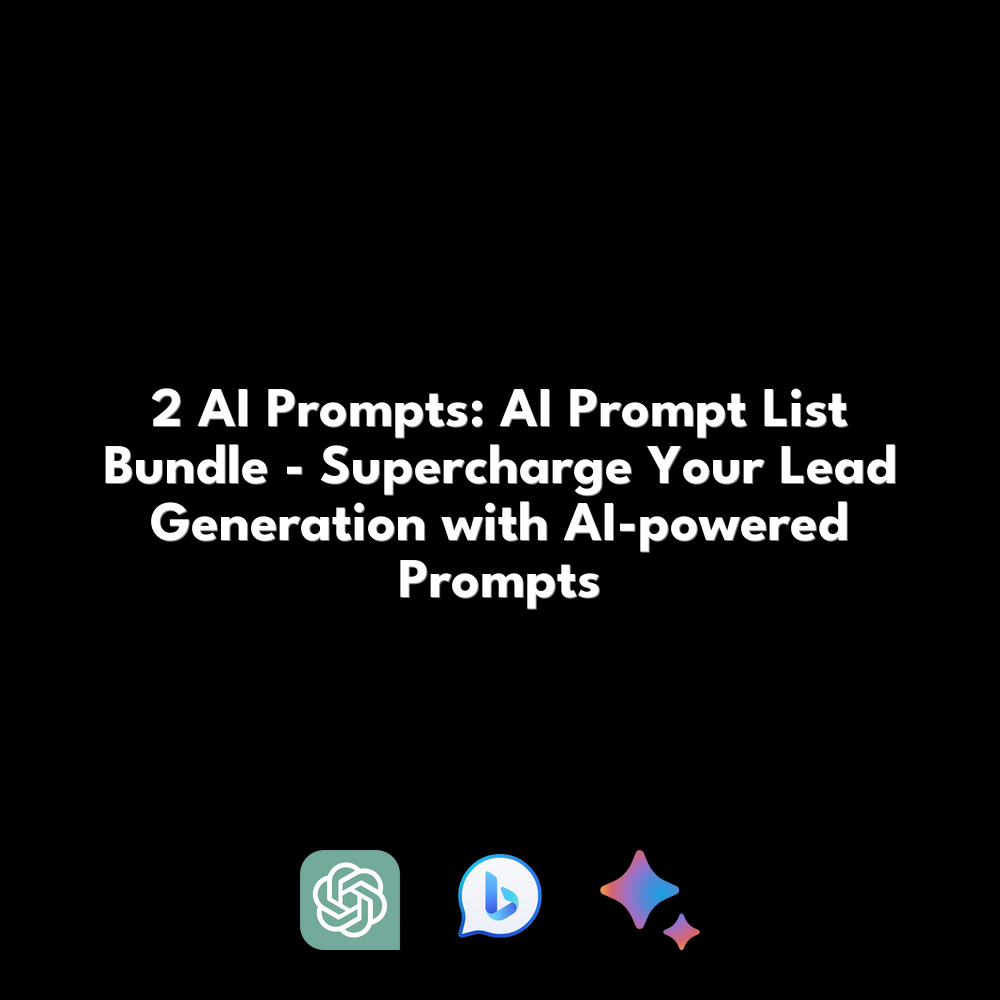 2 AI Prompts: AI Prompt List
Bundle - Supercharge Your Lead
Generation with AI-powered
Prompts